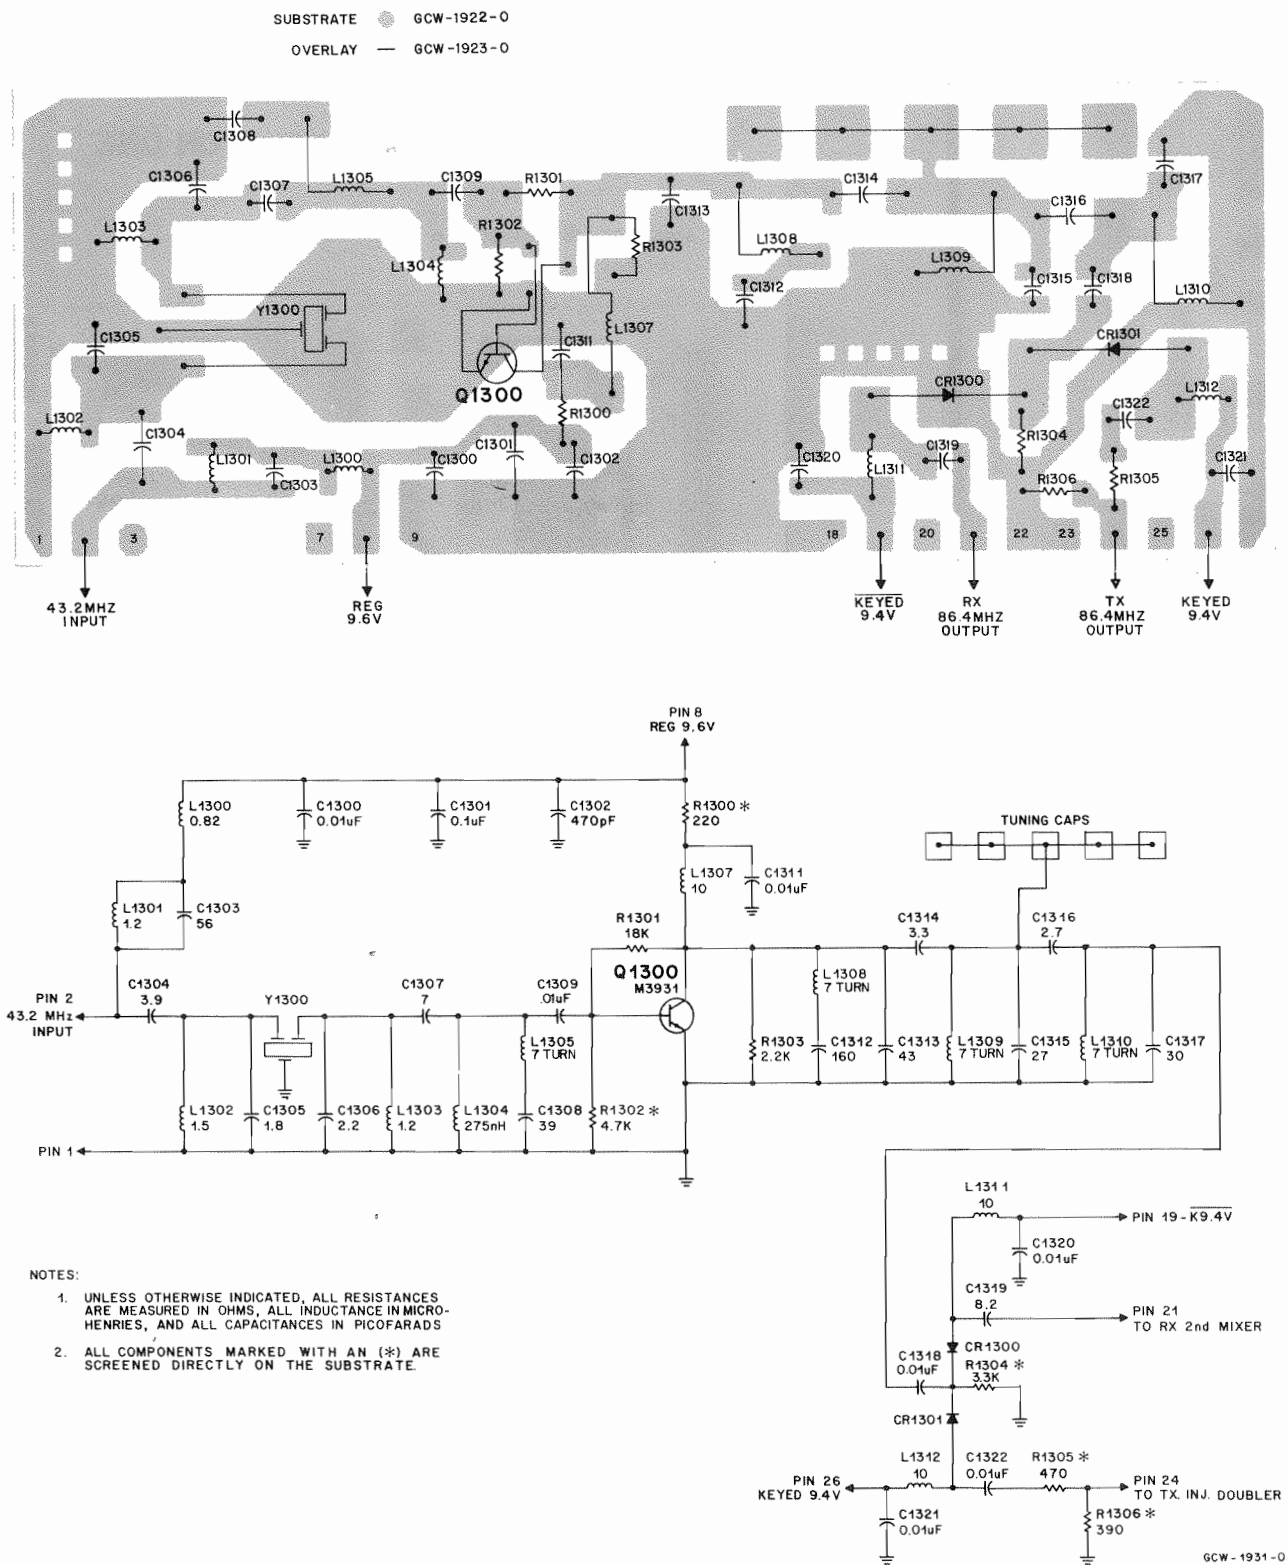 SUBSTRATE GCW-1922-0
OVERLAY — GCW-1923-0
C1308
C1306
C1307
L1305
C1309
R1301
C1313
C1314
C1316
C1317
L1303
R1302
R1303
L1308
L1304
L1309
C1315
C1318
L1310
C1312
Y1300
C1305
L1307
C1311
CR1301
Q1300
CR1300
L1312
L1302
R1300
C1322
C1304
R1304
C1301
L1301
L1300
C1300
C1302
C1319
C1320
L1311
C1321
C1303
R1306
R1305
1
3
7
9
18
20
22
23
25
43.2MHZ
INPUT
REG
9.6V
KEYED
9.4V
RX
86.4MHZ
OUTPUT
TX
86.4MHZ
OUTPUT
KEYED
9.4V
PIN 8
REG 9.6V
L1300
0.82
C1300
0.01uF
C1301
0.1uF
C1302
470pF
R1300*
220
TUNING CAPS
L1307
10
C1311
0.01uF
L1301
1.2
C1303
56
R1301
18K
C1314
3.3
C1316
2.7
Q1300
M3931
L1308
7 TURN
PIN 2
43.2 MHz
INPUT
C1304
3.9
Y1300
C1307
7
C1309
.01uF
L1305
7 TURN
R1303
2.2K
C1312
160
C1313
43
L1309
7 TURN
C1315
27
L1310
7 TURN
C1317
30
L1302
1.5
C1305
1.8
C1306
2.2
L1303
1.2
L1304
275nH
C1308
39
R1302*
4.7K
PIN 1
L1311
10
PIN 19-K9.4V
C1320
0.01uF
C1319
8.2
PIN 21
TO RX 2nd MIXER
CR1300
C1318
0.01uF
R1304*
3.3K
CR1301
L1312
10
C1322
0.01uF
R1305*
470
PIN 26
KEYED 9.4V
PIN 24
TO TX. INJ. DOUBLER
C1321
0.01uF
R1306*
390
NOTES:
1. UNLESS OTHERWISE INDICATED, ALL RESISTANCES
ARE MEASURED IN OHMS, ALL INDUCTANCE IN MICRO-
HENRIES, AND ALL CAPACITANCES IN PICOFARADS
2. ALL COMPONENTS MARKED WITH AN (*) ARE
SCREENED DIRECTLY ON THE SUBSTRATE.
GCW-1931-0